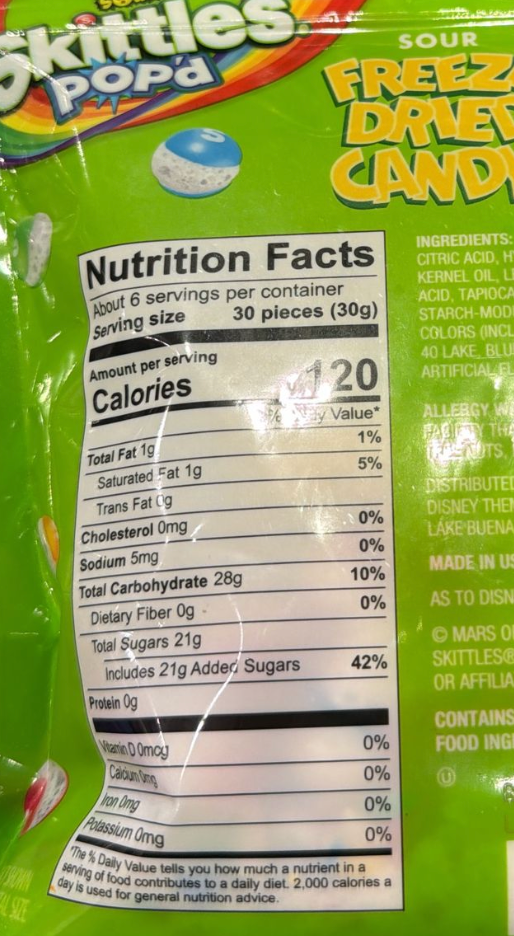 SOUR
Skittles
POP'd
SOUR
FREEZE
DRIED
CANDY
Nutrition Facts
About 6 servings per container
Serving size 30 pieces (30g)
Amount per serving
Calories 120
% Daily Value*
Total Fat 1g 1%
Saturated Fat 1g 5%
Trans Fat 0g
Cholesterol 0mg 0%
Sodium 5mg 0%
Total Carbohydrate 28g 10%
Dietary Fiber 0g 0%
Total Sugars 21g
Includes 21g Added Sugars 42%
Protein 0g
Vitamin D 0mcg 0%
Calcium 0mg 0%
Iron 0mg 0%
Potassium 0mg 0%
*The % Daily Value tells you how much a nutrient in a
serving of food contributes to a daily diet. 2,000 calories a
day is used for general nutrition advice.
INGREDIENTS:
CITRIC ACID,
KERNEL OIL,
ACID, TAPIOCA
STARCH-MOD
COLORS (INCL
40 LAKE, BLU
ARTIFICIAL FL
ALLERGY
DISTRIBUTED
DISNEY THE
LAKE BUENA
MADE IN US
AS TO DISN
© MARS OR
SKITTLES®
OR AFFILIA
CONTAINS
FOOD ING
U